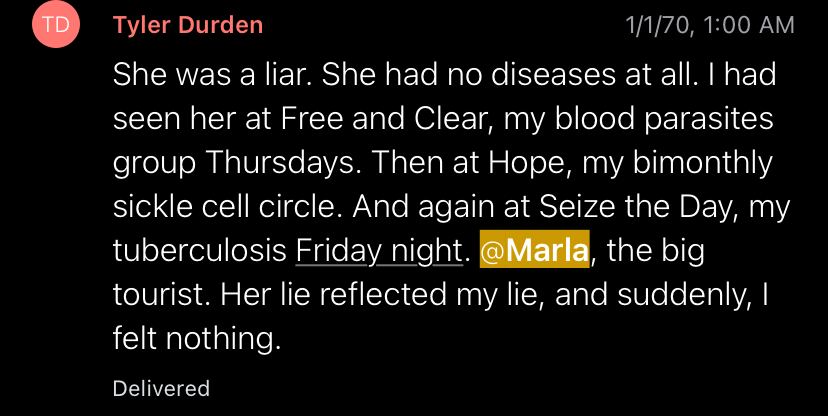 TD
Tyler Durden
1/1/70, 1:00 AM
She was a liar. She had no diseases at all. I had
seen her at Free and Clear, my blood parasites
group Thursdays. Then at Hope, my bimonthly
sickle cell circle. And again at Seize the Day, my
tuberculosis Friday night. @Marla, the big
tourist. Her lie reflected my lie, and suddenly, I
felt nothing.
Delivered